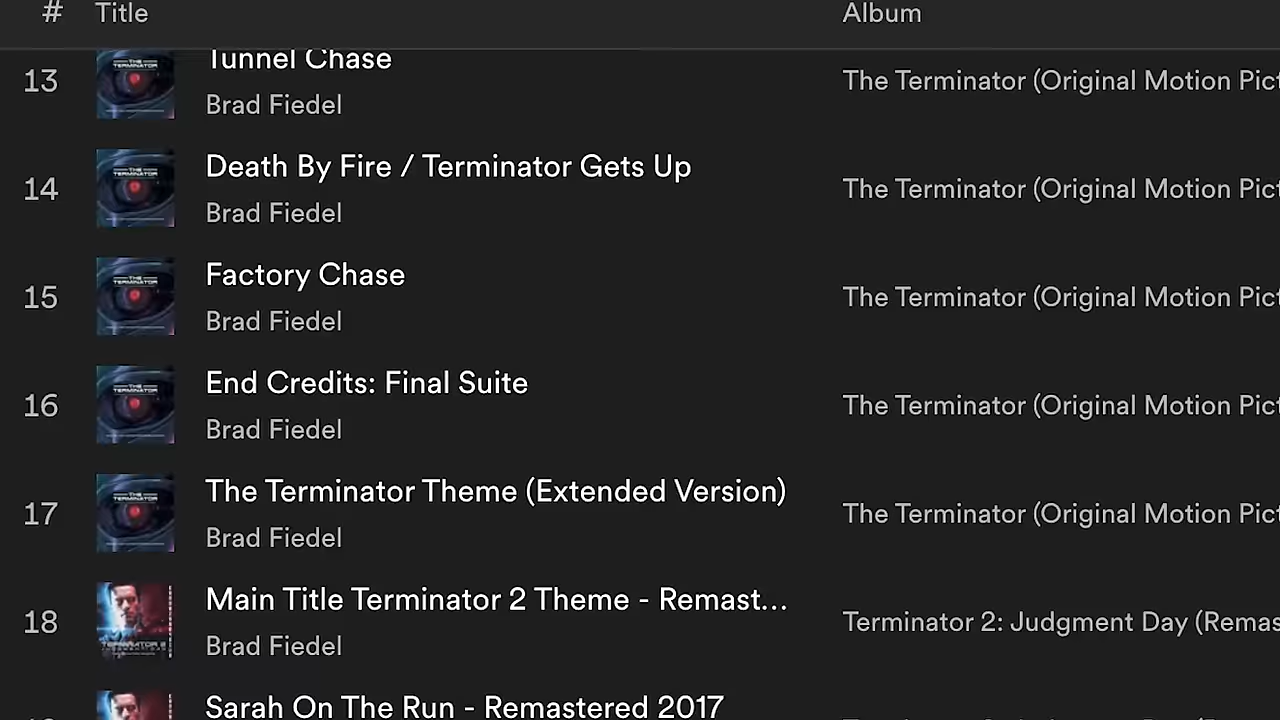 # Title Album
13 Tunnel Chase
Brad Fiedel
The Terminator (Original Motion Pict
14 Death By Fire / Terminator Gets Up
Brad Fiedel
The Terminator (Original Motion Pict
15 Factory Chase
Brad Fiedel
The Terminator (Original Motion Pict
16 End Credits: Final Suite
Brad Fiedel
The Terminator (Original Motion Pict
17 The Terminator Theme (Extended Version)
Brad Fiedel
The Terminator (Original Motion Pict
18 Main Title Terminator 2 Theme - Remast...
Brad Fiedel
Terminator 2: Judgment Day (Remas
Sarah On The Run - Remastered 2017